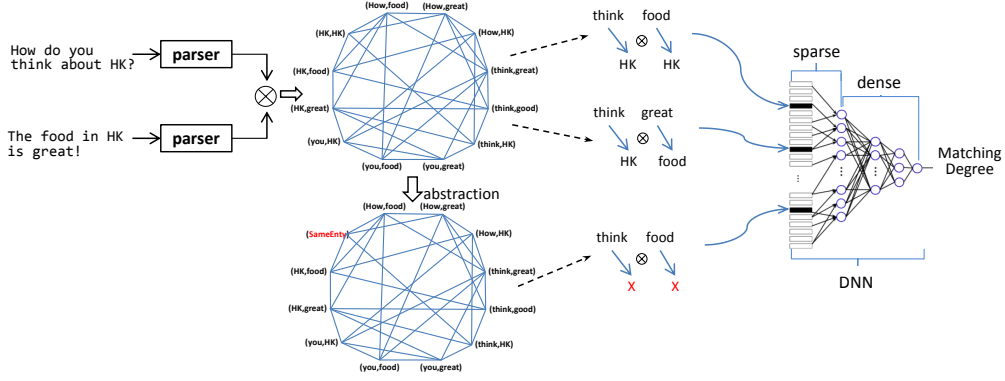 How do you
think about HK?
parser
The food in HK
is great!
parser
(How,food)
(How,great)
(HK,HK)
(How,HK)
(HK,food)
(think,great)
(HK,great)
(think,good)
(you,HK)
(think,HK)
(you,food)
(you,great)
abstraction
(How,food)
(How,great)
(SameEnty)
(How,HK)
(HK,food)
(think,great)
(HK,great)
(think,good)
(you,HK)
(think,HK)
(you,food)
(you,great)
think food
HK HK
think great
HK food
think food
X X
sparse
dense
Matching
Degree
DNN